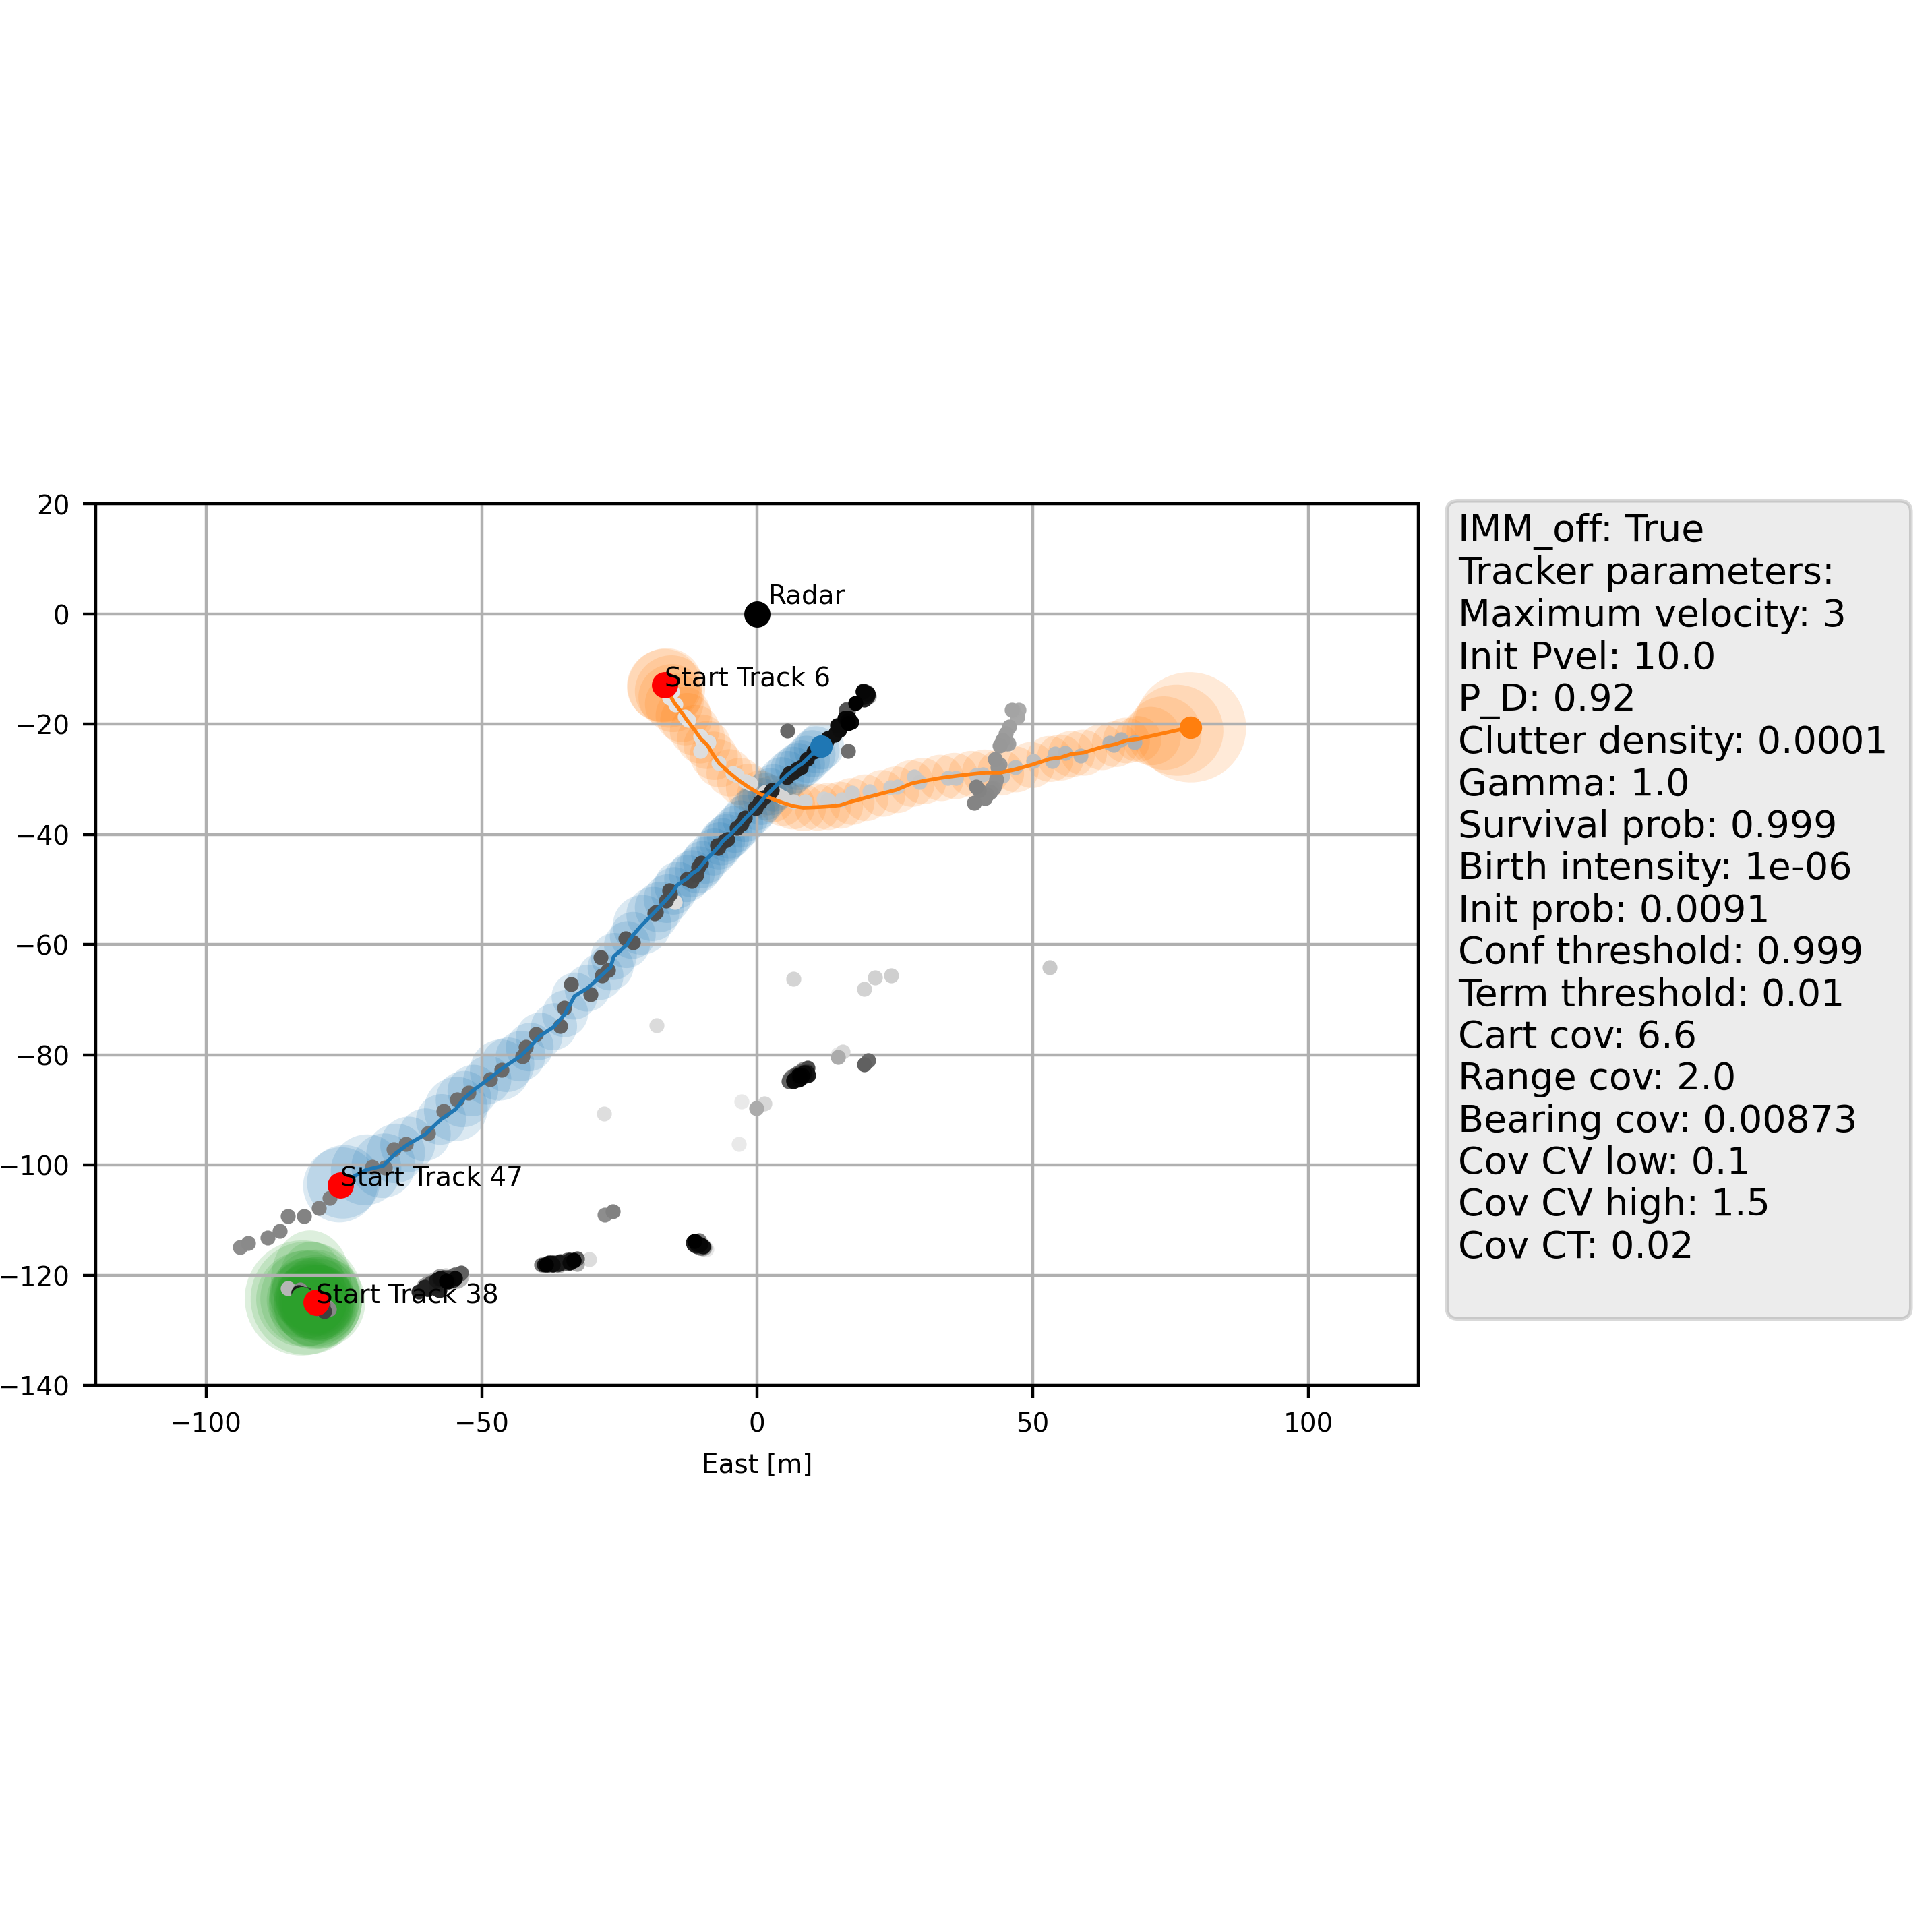 20
0
−20
−40
−60
−80
−100
−120
−140
Radar
Start Track 6
Start Track 47
Start Track 38
−100
−50
0
50
100
East [m]
IMM_off: True
Tracker parameters:
Maximum velocity: 3
Init Pvel: 10.0
P_D: 0.92
Clutter density: 0.0001
Gamma: 1.0
Survival prob: 0.999
Birth intensity: 1e-06
Init prob: 0.0091
Conf threshold: 0.999
Term threshold: 0.01
Cart cov: 6.6
Range cov: 2.0
Bearing cov: 0.00873
Cov CV low: 0.1
Cov CV high: 1.5
Cov CT: 0.02